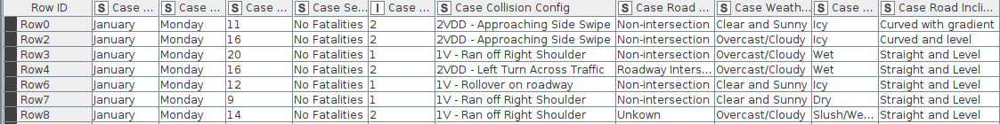 Row ID S Case ... S Case ... S Case ... S Case Se... I Case ... S Case Collision Config S Case Road ... S Case Weath... S Case ... S Case Road Incli...
Row0 January Monday 11 No Fatalities 2 2VDD - Approaching Side Swipe Non-intersection Clear and Sunny Icy Curved with gradient
Row2 January Monday 16 No Fatalities 2 2VDD - Approaching Side Swipe Non-intersection Overcast/Cloudy Icy Curved and level
Row3 January Monday 20 No Fatalities 1 1V - Ran off Right Shoulder Non-intersection Overcast/Cloudy Wet Straight and Level
Row4 January Monday 16 No Fatalities 2 2VDD - Left Turn Across Traffic Roadway Inters... Overcast/Cloudy Wet Straight and Level
Row6 January Monday 12 No Fatalities 1 1V - Rollover on roadway Non-intersection Clear and Sunny Icy Straight and Level
Row7 January Monday 9 No Fatalities 1 1V - Ran off Right Shoulder Non-intersection Clear and Sunny Dry Straight and Level
Row8 January Monday 14 No Fatalities 2 1V - Ran off Right Shoulder Unkown Overcast/Cloudy Slush/We... Straight and Level